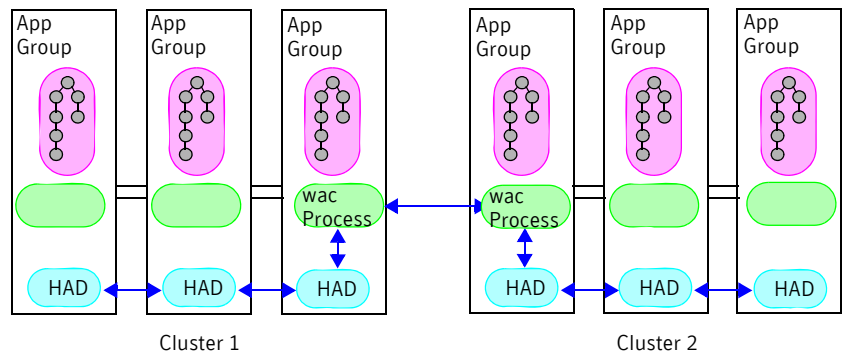 App
Group
App
Group
App
Group
App
Group
App
Group
App
Group
wac
Process
wac
Process
HAD
HAD
HAD
HAD
HAD
HAD
Cluster 1
Cluster 2